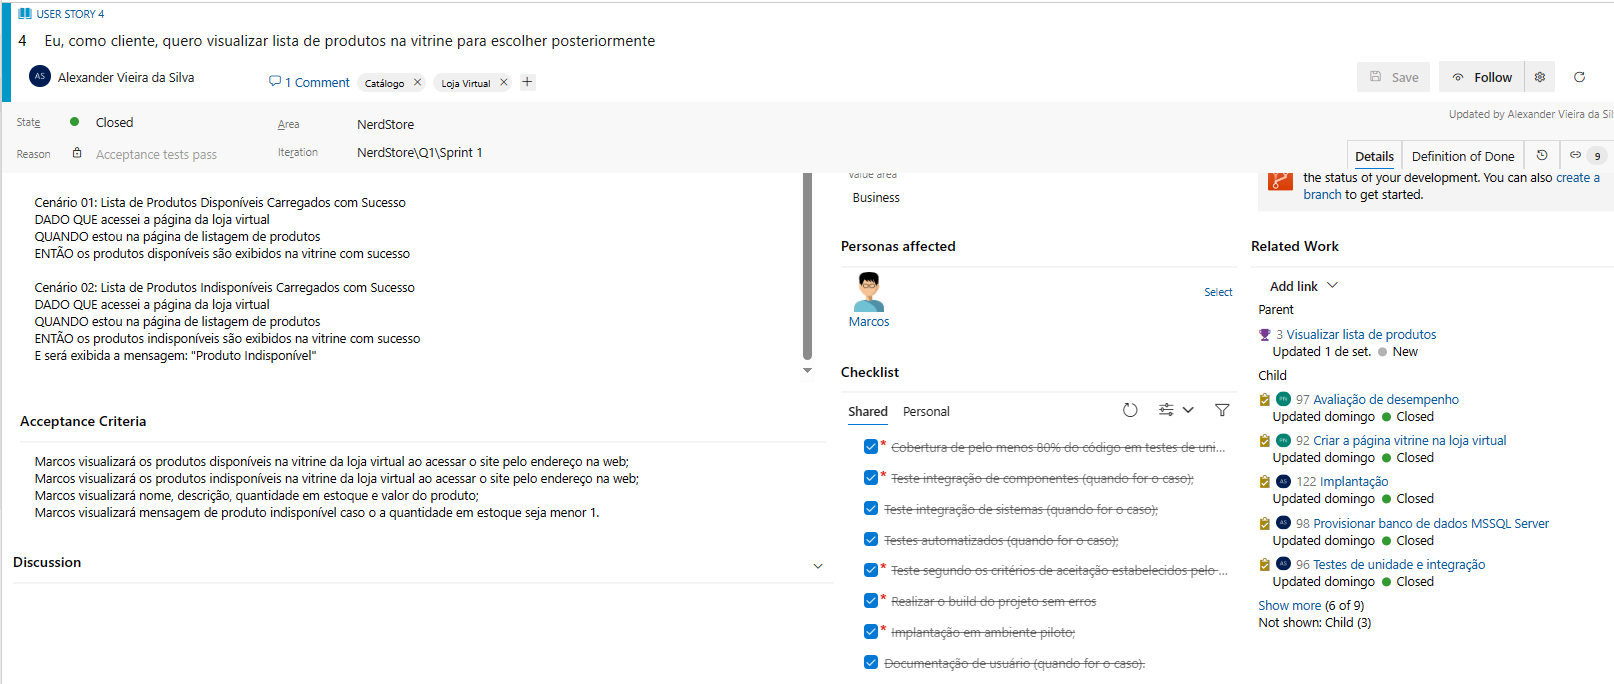 USER STORY 4
4 Eu, como cliente, quero visualizar lista de produtos na vitrine para escolher posteriormente
AS Alexander Vieira da Silva
1 Comment
Catálogo
Loja Virtual
Save
Follow
State Closed
Area NerdStore
Updated by Alexander Vieira da Sil
Reason Acceptance tests pass
Iteration NerdStore\Q1\Sprint 1
Details
Definition of Done
9
Cenário 01: Lista de Produtos Disponíveis Carregados com Sucesso
DADO QUE acessei a página da loja virtual
QUANDO estou na página de listagem de produtos
ENTÃO os produtos disponíveis são exibidos na vitrine com sucesso
Cenário 02: Lista de Produtos Indisponíveis Carregados com Sucesso
DADO QUE acessei a página da loja virtual
QUANDO estou na página de listagem de produtos
ENTÃO os produtos indisponíveis são exibidos na vitrine com sucesso
E será exibida a mensagem: "Produto Indisponível"
Acceptance Criteria
Marcos visualizará os produtos disponíveis na vitrine da loja virtual ao acessar o site pelo endereço na web;
Marcos visualizará os produtos indisponíveis na vitrine da loja virtual ao acessar o site pelo endereço na web;
Marcos visualizará nome, descrição, quantidade em estoque e valor do produto;
Marcos visualizará mensagem de produto indisponível caso o a quantidade em estoque seja menor 1.
Discussion
Value area
Business
Personas affected
Select
Marcos
Checklist
Shared
Personal
* Cobertura de pelo menos 80% do código em testes de uni...
* Teste integração de componentes (quando for o caso);
Teste integração de sistemas (quando for o caso);
Testes automatizados (quando for o caso);
* Teste segundo os critérios de aceitação estabelecidos pelo ...
* Realizar o build do projeto sem erros
* Implantação em ambiente piloto;
Documentação de usuário (quando for o caso).
the status of your development. You can also create a
branch to get started.
Related Work
Add link
Parent
3 Visualizar lista de produtos
Updated 1 de set. New
Child
PN 97 Avaliação de desempenho
Updated domingo Closed
PN 92 Criar a página vitrine na loja virtual
Updated domingo Closed
AS 122 Implantação
Updated domingo Closed
AS 98 Provisionar banco de dados MSSQL Server
Updated domingo Closed
AS 96 Testes de unidade e integração
Updated domingo Closed
Show more (6 of 9)
Not shown: Child (3)